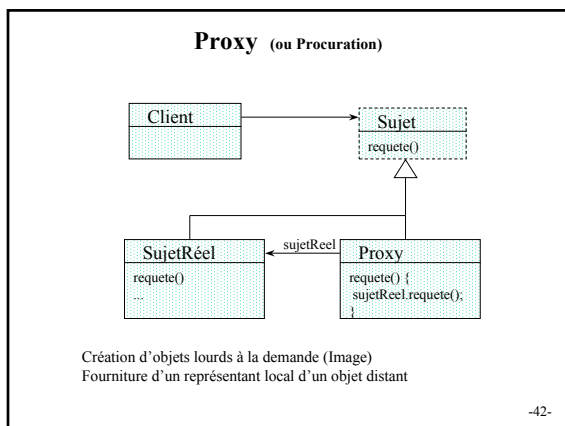 Proxy (ou Procuration)
Client
Sujet
requete()
SujetRéel
requete()
...
sujetReel
Proxy
requete() {
sujetReel.requete();
}
Création d'objets lourds à la demande (Image)
Fourniture d'un représentant local d'un objet distant
-42-